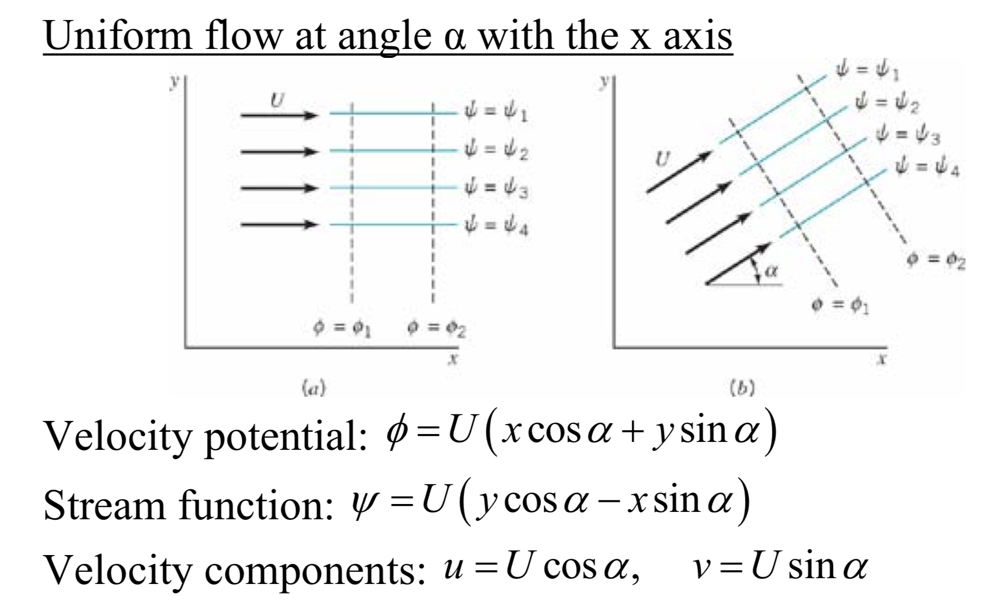 Uniform flow at angle α with the x axis
y
U
ψ = ψ1
ψ = ψ2
ψ = ψ3
ψ = ψ4
ϕ = ϕ1 ϕ = ϕ2
x
(a)
y
U
α
ψ = ψ1
ψ = ψ2
ψ = ψ3
ψ = ψ4
ϕ = ϕ2
ϕ = ϕ1
x
(b)
Velocity potential: ϕ = U(x cos α + y sin α)
Stream function: ψ = U(y cos α − x sin α)
Velocity components: u = U cos α, v = U sin α